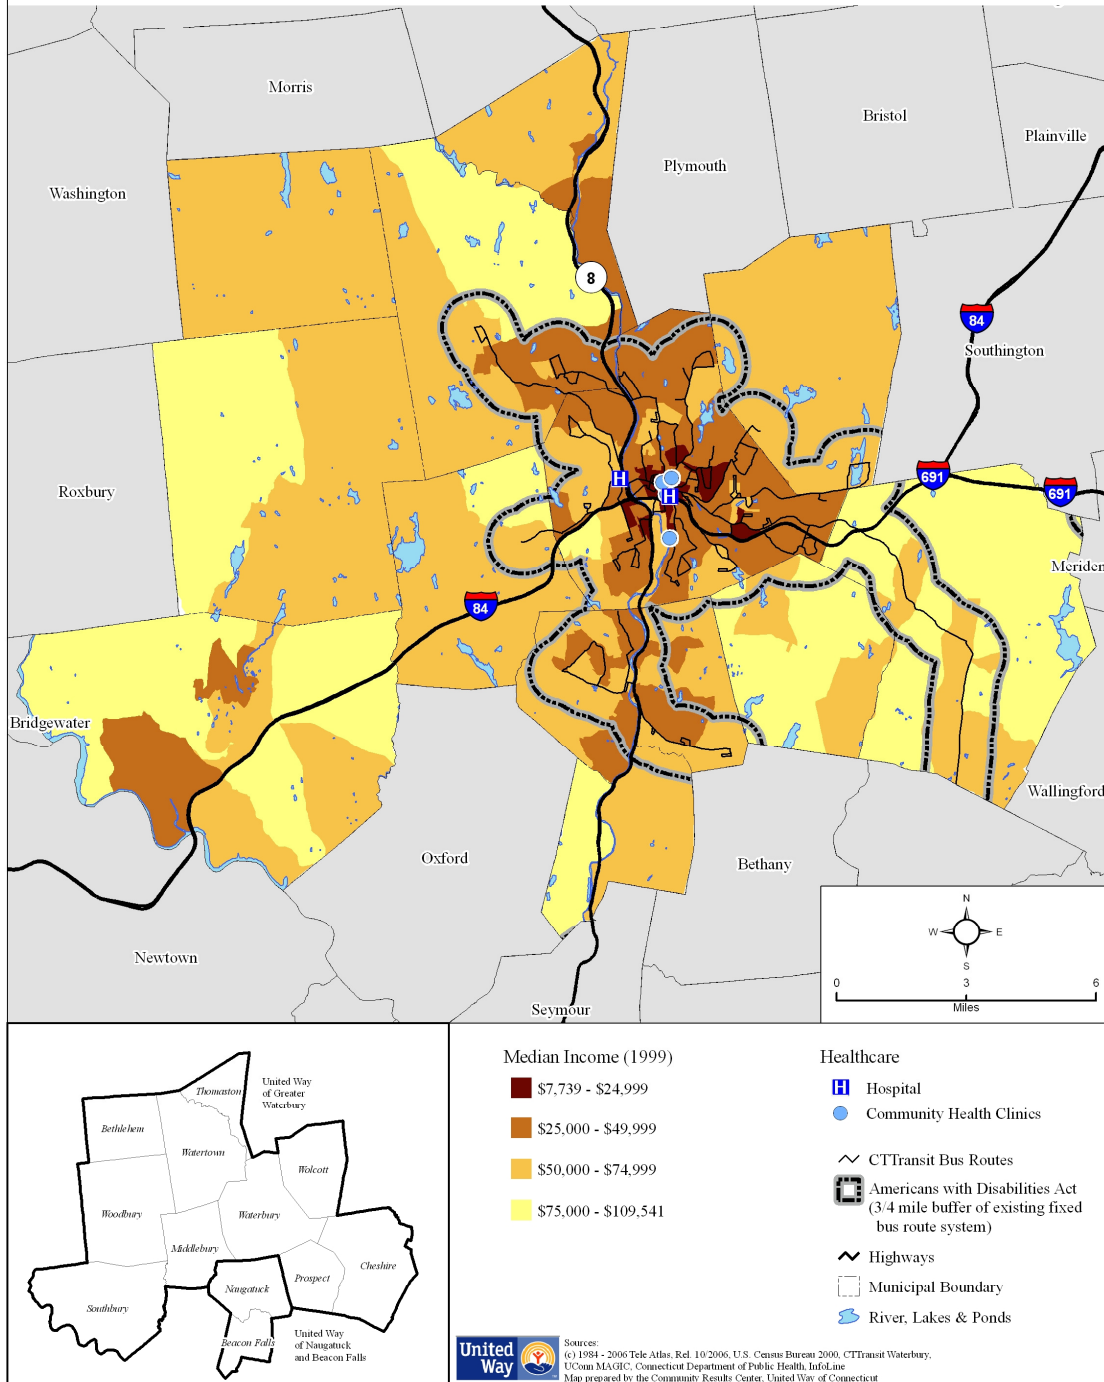 Morris
Bristol
Plainville
Plymouth
Washington
8
84
Southington
Roxbury
H
H
691
691
Meriden
84
Bridgewater
Wallingford
Oxford
Bethany
Newtown
Seymour
N
W E
S
0 3 6
Miles
Thomaston
United Way
of Greater
Waterbury
Bethlehem
Watertown
Wolcott
Woodbury
Waterbury
Middlebury
Cheshire
Prospect
Naugatuck
Southbury
Beacon Falls
United Way
of Naugatuck
and Beacon Falls
Median Income (1999)
$7,739 - $24,999
$25,000 - $49,999
$50,000 - $74,999
$75,000 - $109,541
Healthcare
H Hospital
Community Health Clinics
CTTransit Bus Routes
Americans with Disabilities Act
(3/4 mile buffer of existing fixed
bus route system)
Highways
Municipal Boundary
River, Lakes & Ponds
United
Way
Sources:
(c) 1984 - 2006 Tele Atlas, Rel. 10/2006, U.S. Census Bureau 2000, CTTransit Waterbury,
UConn MAGIC, Connecticut Department of Public Health, InfoLine
Map prepared by the Community Results Center, United Way of Connecticut